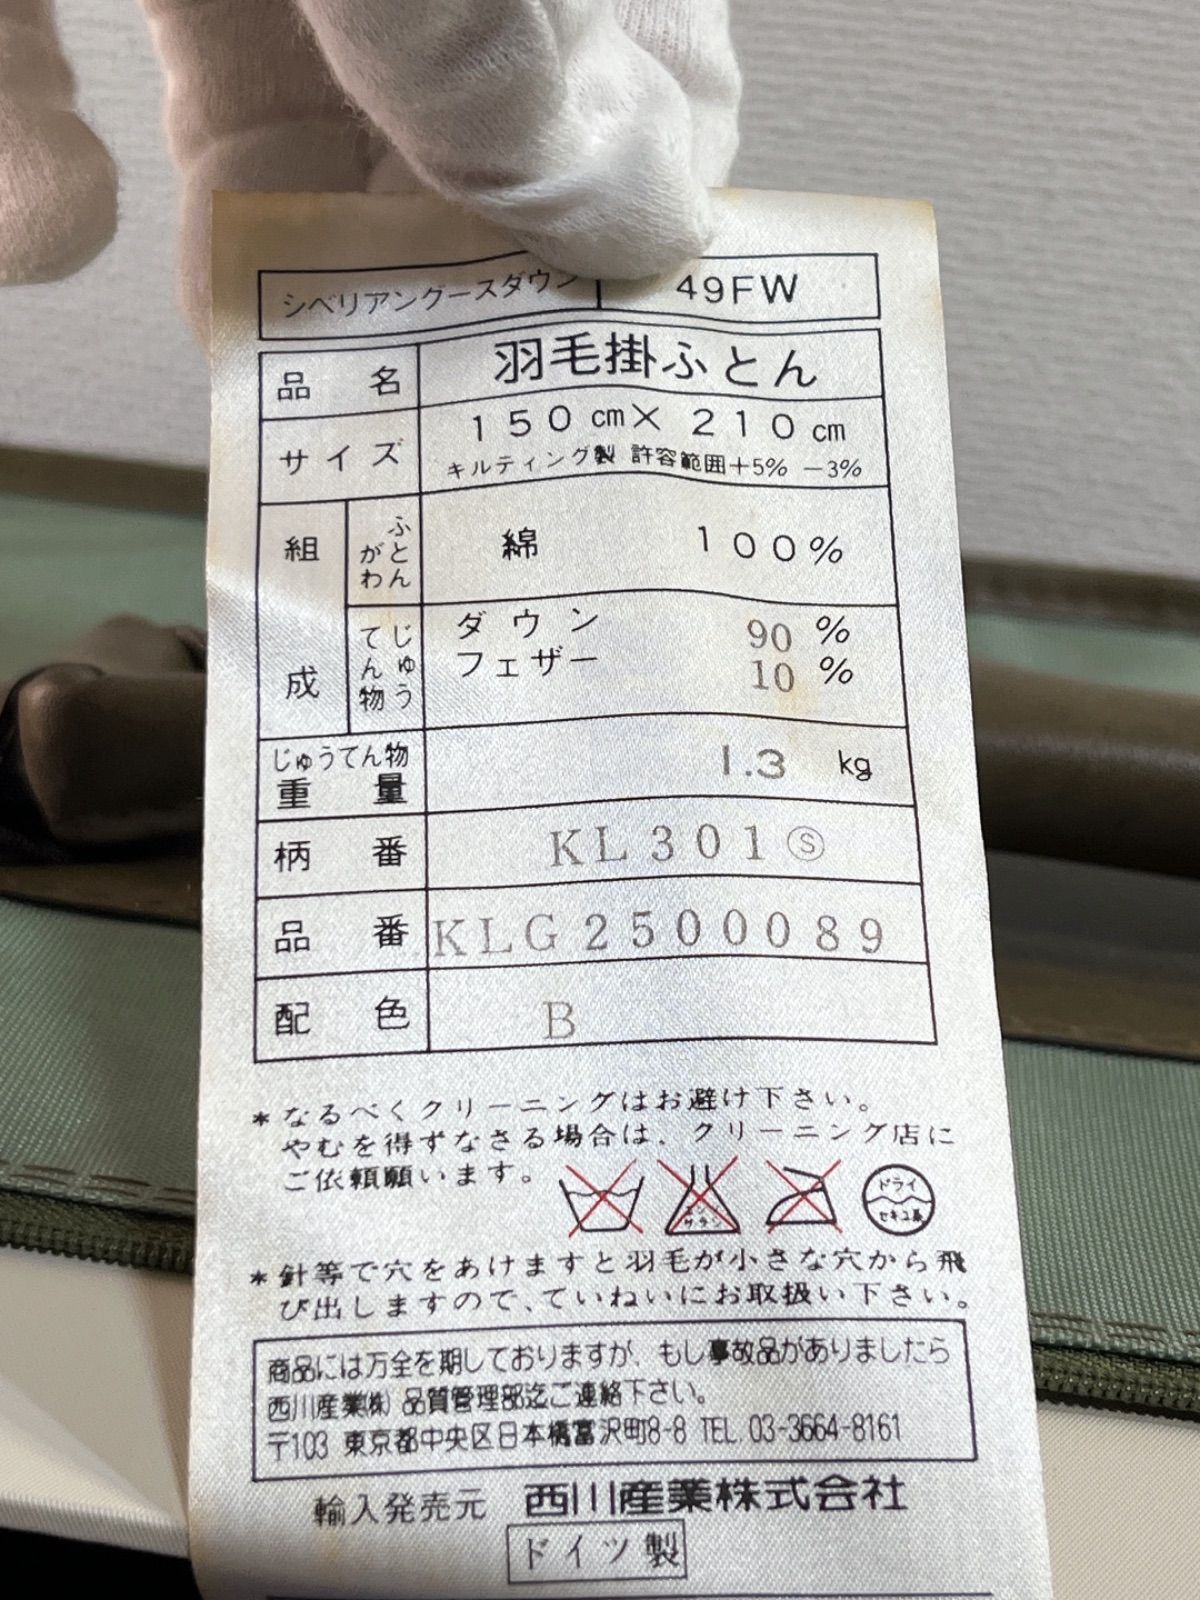 シベリアングースダウン 49FW
品名 羽毛掛ふとん
サイズ 150cm×210cm
キルティング製 許容範囲+5% −3%
組成 ふとんがわ 綿 100%
じゅうてん物 ダウン 90%
フェザー 10%
じゅうてん物重量 1.3 kg
柄番 KL301Ⓢ
品番 KLG2500089
配色 B
*なるべくクリーニングはお避け下さい。
やむを得ずなさる場合は、クリーニング店に
ご依頼願います。
エンソサラシ
ドライ
セキユ系
*針等で穴をあけますと羽毛が小さな穴から飛
び出しますので、ていねいにお取扱い下さい。
商品には万全を期しておりますが、もし事故品がありましたら
西川産業㈱ 品質管理部迄ご連絡下さい。
〒103 東京都中央区日本橋富沢町8-8 TEL. 03-3664-8161
輸入発売元 西川産業株式会社
ドイツ製